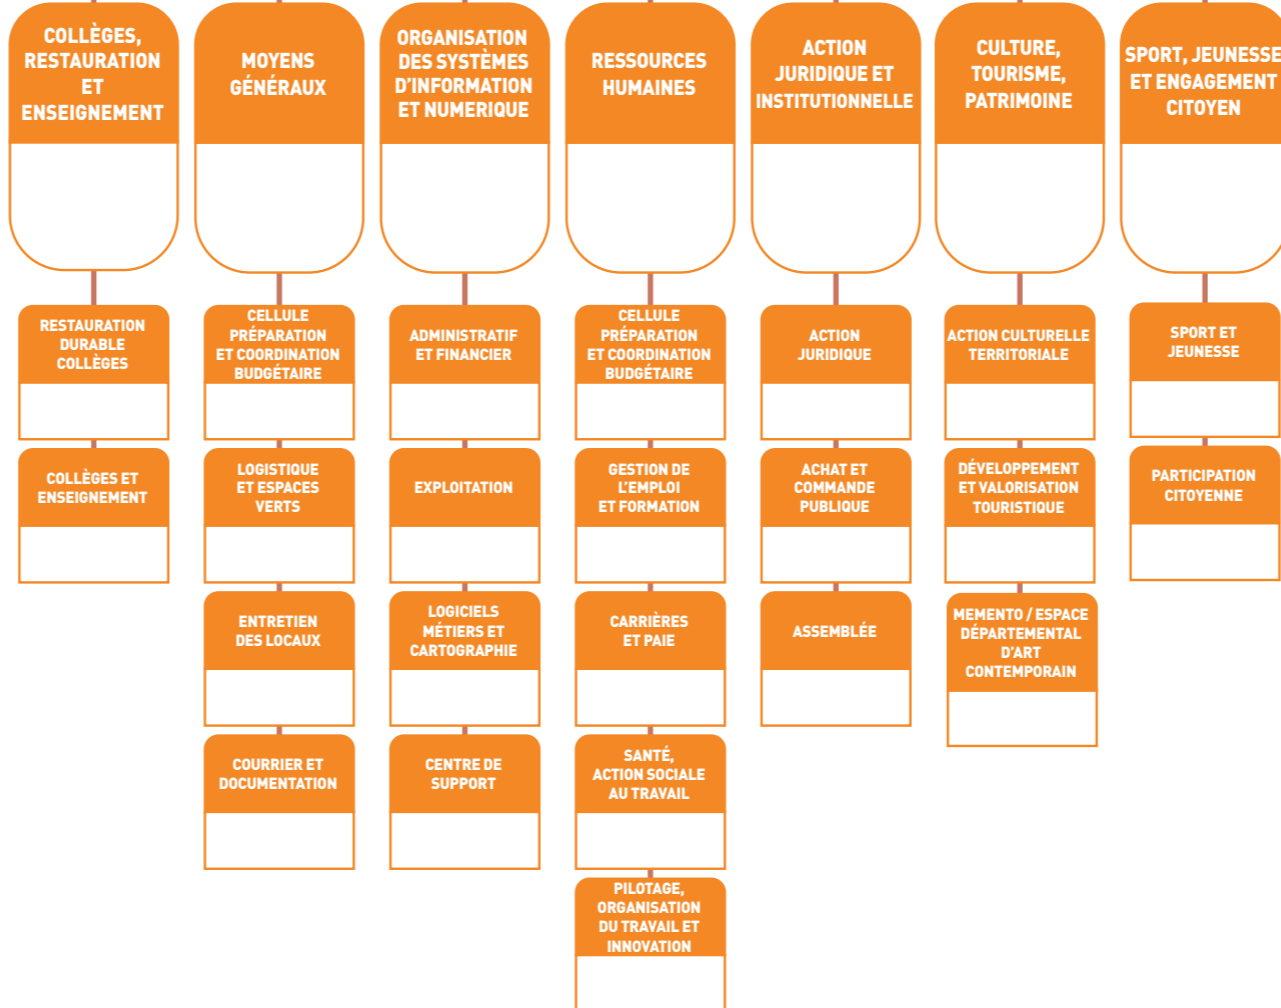 COLLÈGES,
RESTAURATION
ET
ENSEIGNEMENT
MOYENS
GÉNÉRAUX
ORGANISATION
DES SYSTÈMES
D'INFORMATION
ET NUMERIQUE
RESSOURCES
HUMAINES
ACTION
JURIDIQUE ET
INSTITUTIONNELLE
CULTURE,
TOURISME,
PATRIMOINE
SPORT, JEUNESSE
ET ENGAGEMENT
CITOYEN
RESTAURATION
DURABLE
COLLÈGES
CELLULE
PRÉPARATION
ET COORDINATION
BUDGÉTAIRE
ADMINISTRATIF
ET FINANCIER
CELLULE
PRÉPARATION
ET COORDINATION
BUDGÉTAIRE
ACTION
JURIDIQUE
ACTION CULTURELLE
TERRITORIALE
SPORT ET
JEUNESSE
COLLÈGES ET
ENSEIGNEMENT
LOGISTIQUE
ET ESPACES
VERTS
EXPLOITATION
GESTION DE
L'EMPLOI
ET FORMATION
ACHAT ET
COMMANDE
PUBLIQUE
DÉVELOPPEMENT
ET VALORISATION
TOURISTIQUE
PARTICIPATION
CITOYENNE
ENTRETIEN
DES LOCAUX
LOGICIELS
MÉTIERS ET
CARTOGRAPHIE
CARRIÈRES
ET PAIE
ASSEMBLÉE
MEMENTO / ESPACE
DÉPARTEMENTAL
D'ART
CONTEMPORAIN
COURRIER ET
DOCUMENTATION
CENTRE DE
SUPPORT
SANTÉ,
ACTION SOCIALE
AU TRAVAIL
PILOTAGE,
ORGANISATION
DU TRAVAIL ET
INNOVATION